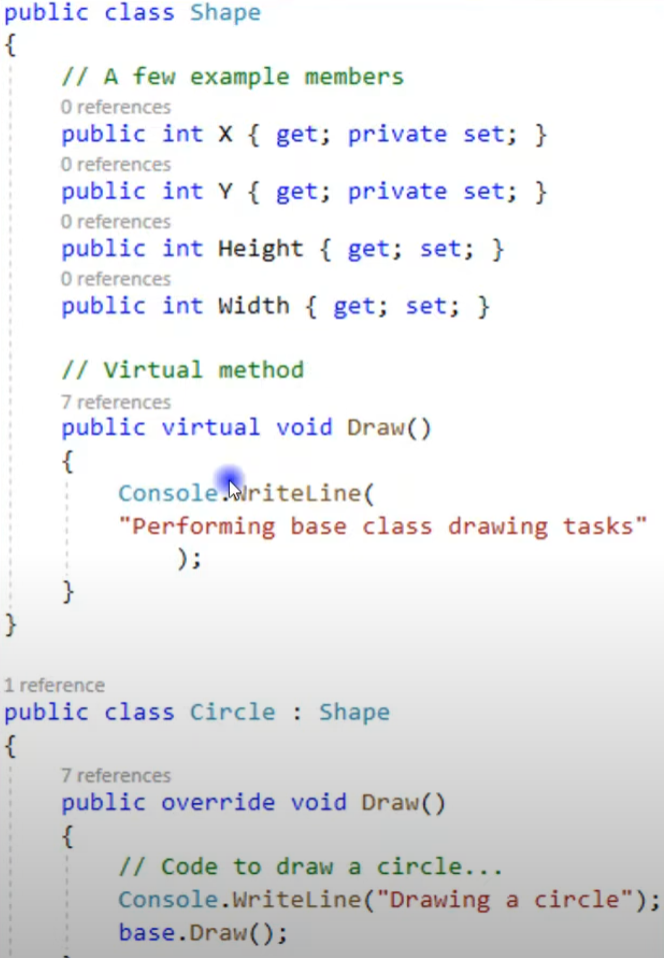 public class Shape
{
// A few example members
0 references
public int X { get; private set; }
0 references
public int Y { get; private set; }
0 references
public int Height { get; set; }
0 references
public int Width { get; set; }
// Virtual method
7 references
public virtual void Draw()
{
Console.WriteLine(
"Performing base class drawing tasks"
);
}
}
1 reference
public class Circle : Shape
{
7 references
public override void Draw()
{
// Code to draw a circle...
Console.WriteLine("Drawing a circle");
base.Draw();
}